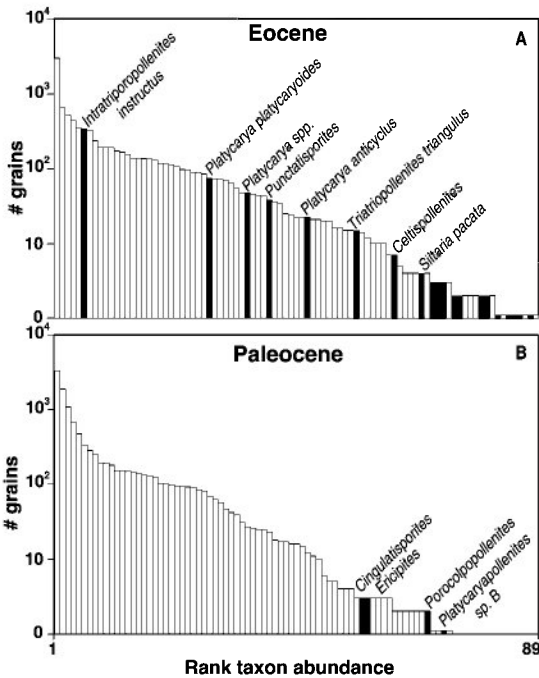 Eocene
A
# grains
10⁴
10³
10²
10
0
Intratriporopollenites
instructus
Platycarya platycaryoides
Platycarya spp.
Punctatisporites
Platycarya anticyclus
Triatriopollenites triangulus
Celtispollenites
Siltaria pacata
Paleocene
B
# grains
10⁴
10³
10²
10
0
Cingulatisporites
Ericipites
Porocolpopollenites
Platycaryapollenites
sp. B
1
89
Rank taxon abundance